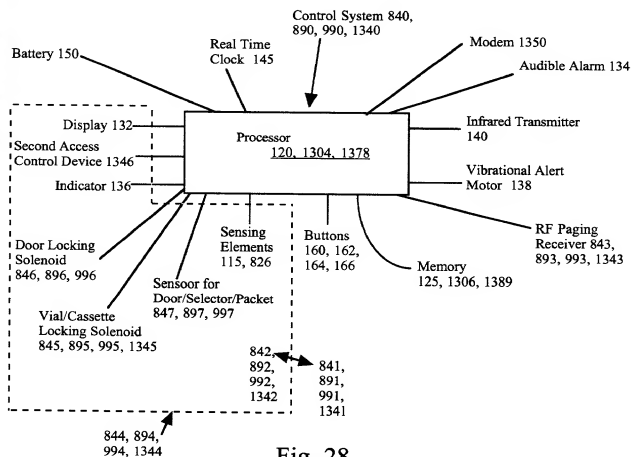 Control System 840,
890, 990, 1340
Real Time
Clock 145
Modem 1350
Battery 150
Audible Alarm 134
Display 132
Second Access
Control Device 1346
Indicator 136
Processor
120, 1304, 1378
Infrared Transmitter
140
Vibrational Alert
Motor 138
Door Locking
Solenoid
846, 896, 996
Sensing
Elements
115, 826
Buttons
160, 162,
164, 166
RF Paging
Receiver 843,
893, 993, 1343
Memory
125, 1306, 1389
Sensoor for
Door/Selector/Packet
847, 897, 997
Vial/Cassette
Locking Solenoid
845, 895, 995, 1345
842,
892,
992,
1342
841,
891,
991,
1341
844, 894,
994, 1344
Fig. 28